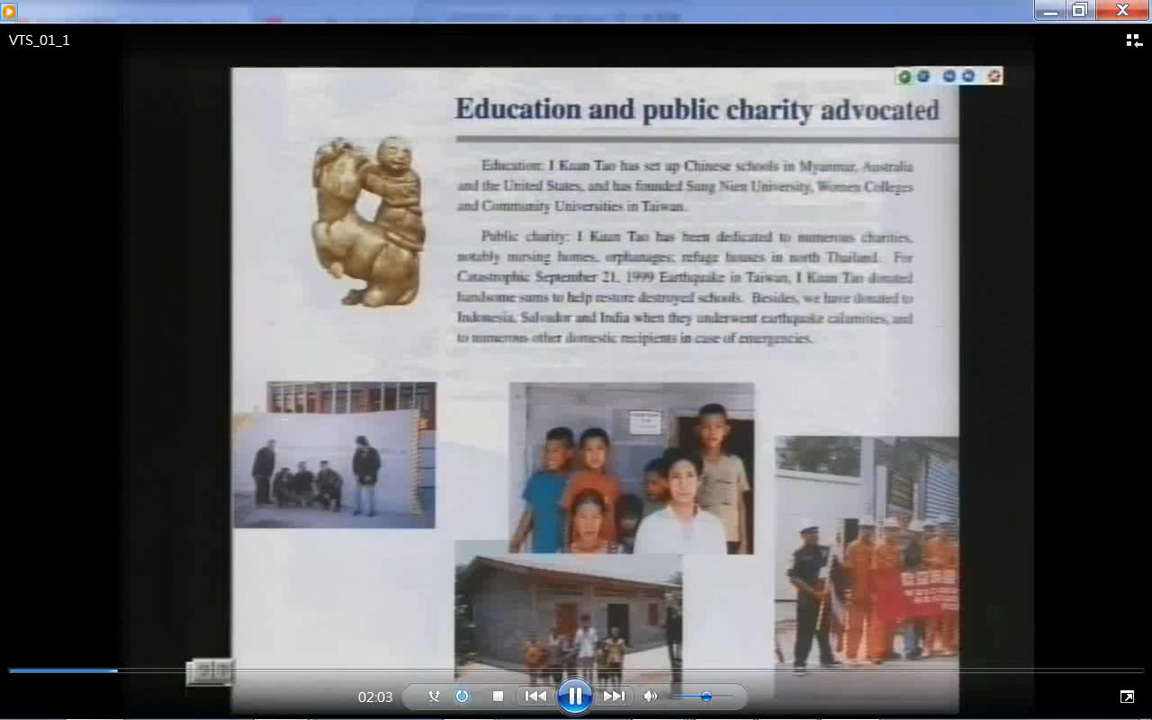 VTS_01_1
Education and public charity advocated
Education: I Kuan Tao has set up Chinese schools in Myanmar, Australia
and the United States, and has founded Sung Nien University, Women Colleges
and Community Universities in Taiwan.
Public charity: I Kuan Tao has been dedicated to numerous charities,
notably nursing homes, orphanages; refuge houses in north Thailand. For
Catastrophic September 21, 1999 Earthquake in Taiwan, I Kuan Tao donated
handsome sums to help restore destroyed schools. Besides, we have donated to
Indonesia, Salvador and India when they underwent earthquake calamities, and
to numerous other domestic recipients in case of emergencies.
02:03